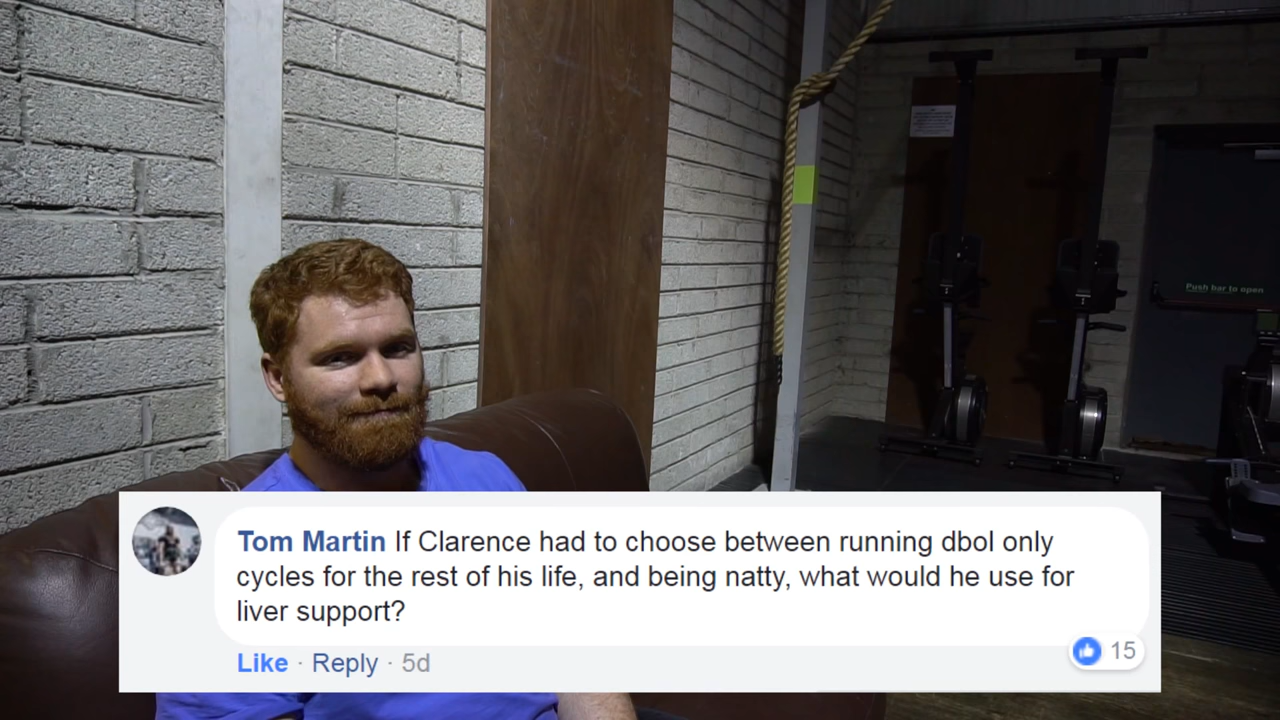 Push bar to open
Tom Martin If Clarence had to choose between running dbol only
cycles for the rest of his life, and being natty, what would he use for
liver support?
Like · Reply · 5d
15